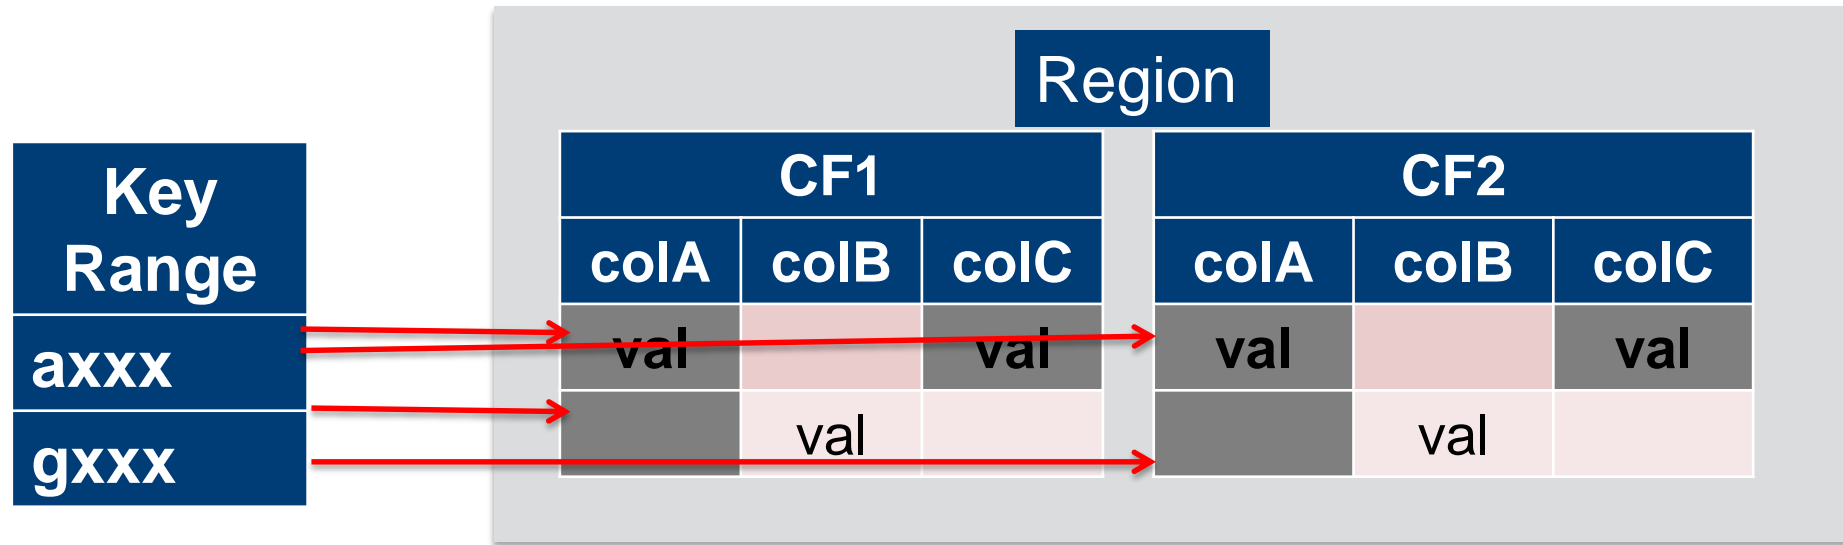 Region
Key
Range
axxx
gxxx
CF1 CF2
colA colB colC colA colB colC
val val val val
val val